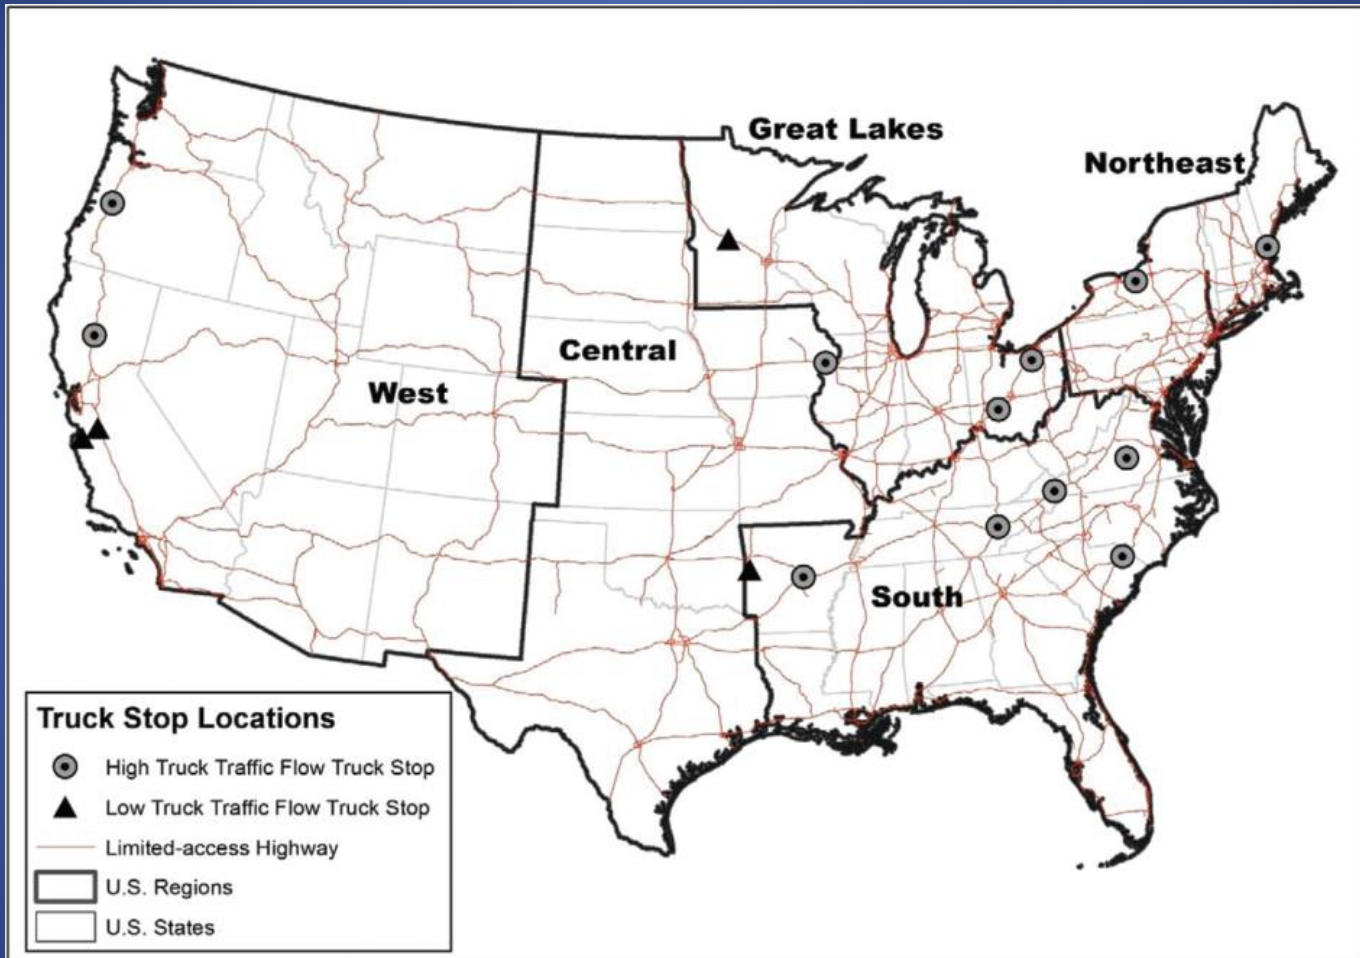 Great Lakes
Northeast
Central
West
South
Truck Stop Locations
High Truck Traffic Flow Truck Stop
Low Truck Traffic Flow Truck Stop
Limited-access Highway
U.S. Regions
U.S. States